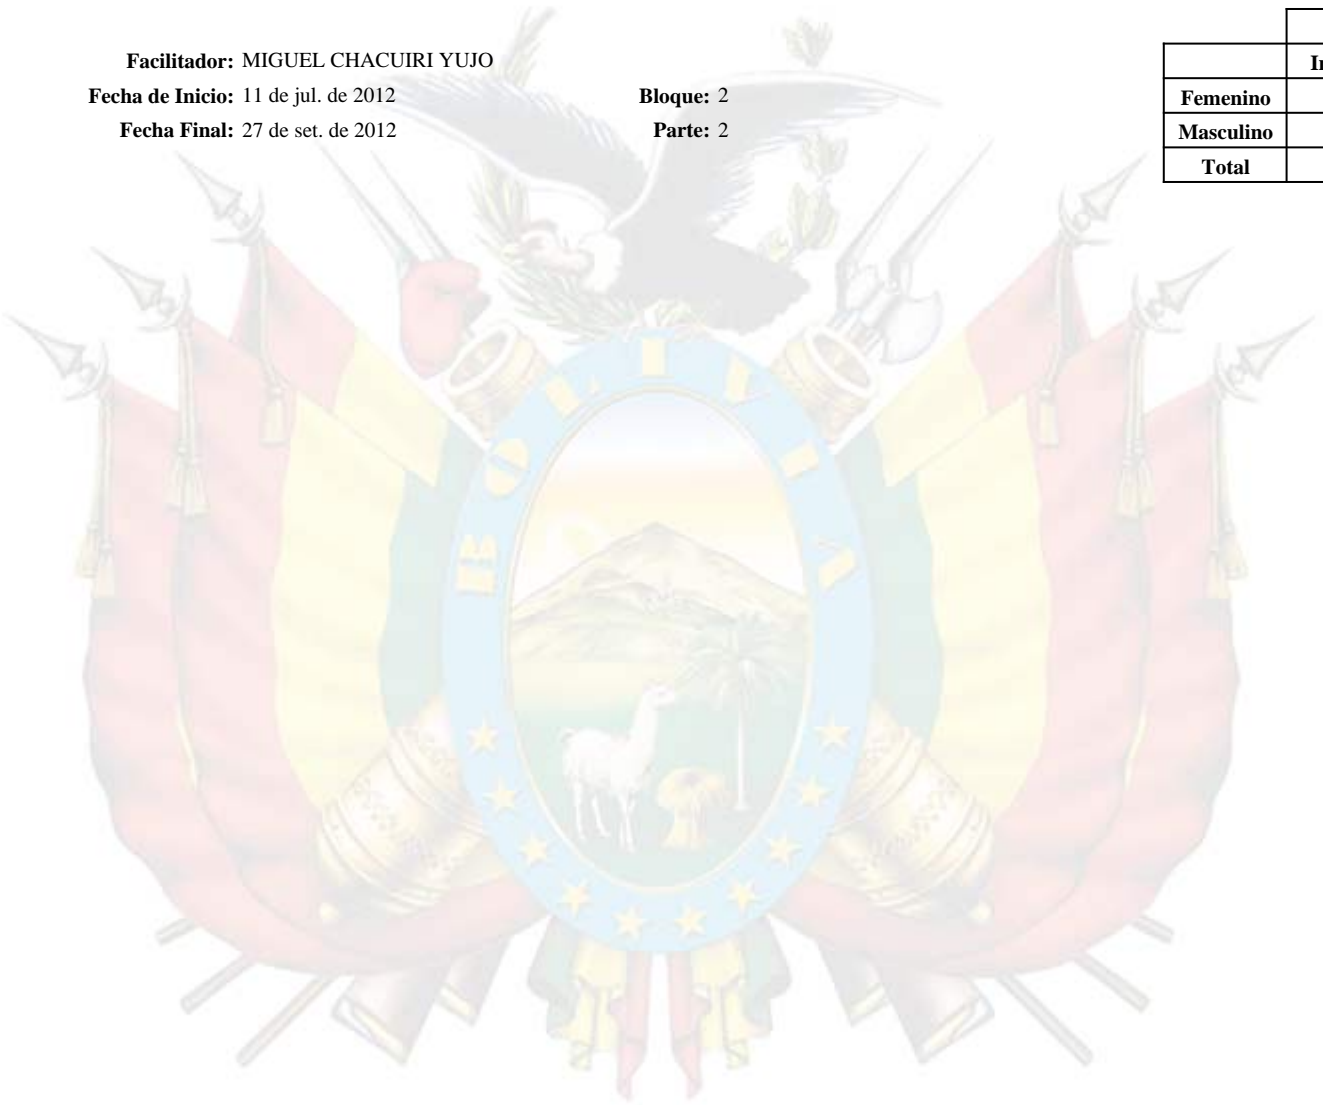 Facilitador: MIGUEL CHACUIRI YUJO
Fecha de Inicio: 11 de jul. de 2012 Bloque: 2
Fecha Final: 27 de set. de 2012 Parte: 2
Femenino
Masculino
Total
BOLIVIA